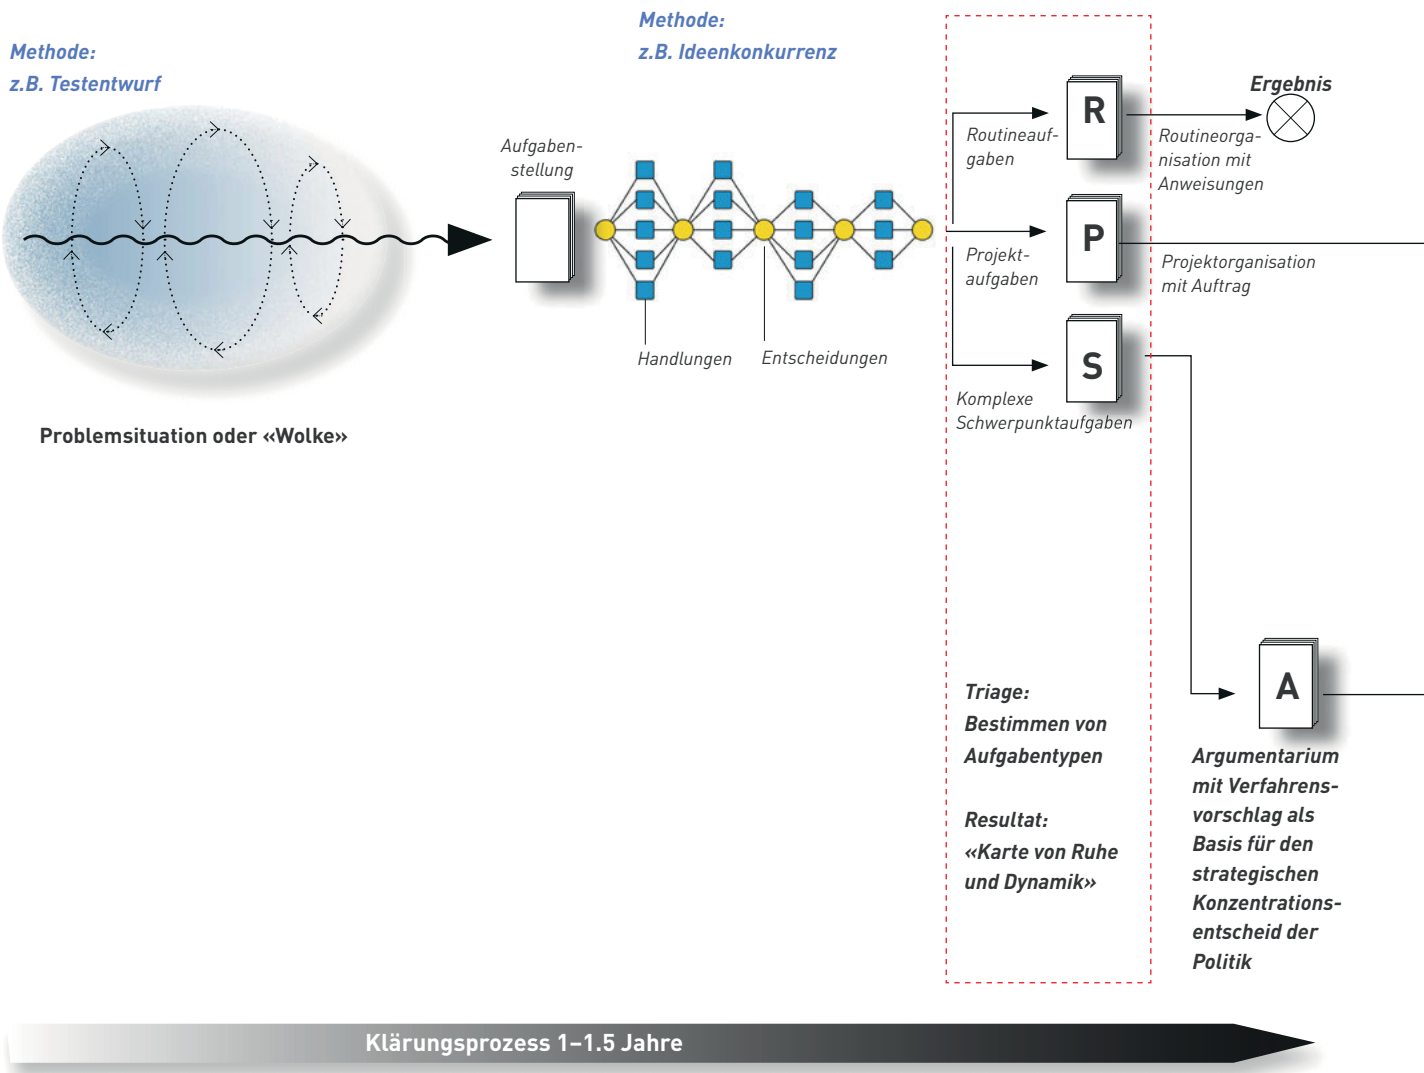 Methode:
z.B. Testentwurf
Methode:
z.B. Ideenkonkurrenz
Aufgaben-
stellung
Handlungen
Entscheidungen
Problemsituation oder «Wolke»
Routineauf-
gaben
R
Routineorga-
nisation mit
Anweisungen
Ergebnis
Projekt-
aufgaben
P
Projektorganisation
mit Auftrag
Komplexe
Schwerpunktaufgaben
S
Triage:
Bestimmen von
Aufgabentypen
Resultat:
«Karte von Ruhe
und Dynamik»
A
Argumentarium
mit Verfahrens-
vorschlag als
Basis für den
strategischen
Konzentrations-
entscheid der
Politik
Klärungsprozess 1–1.5 Jahre